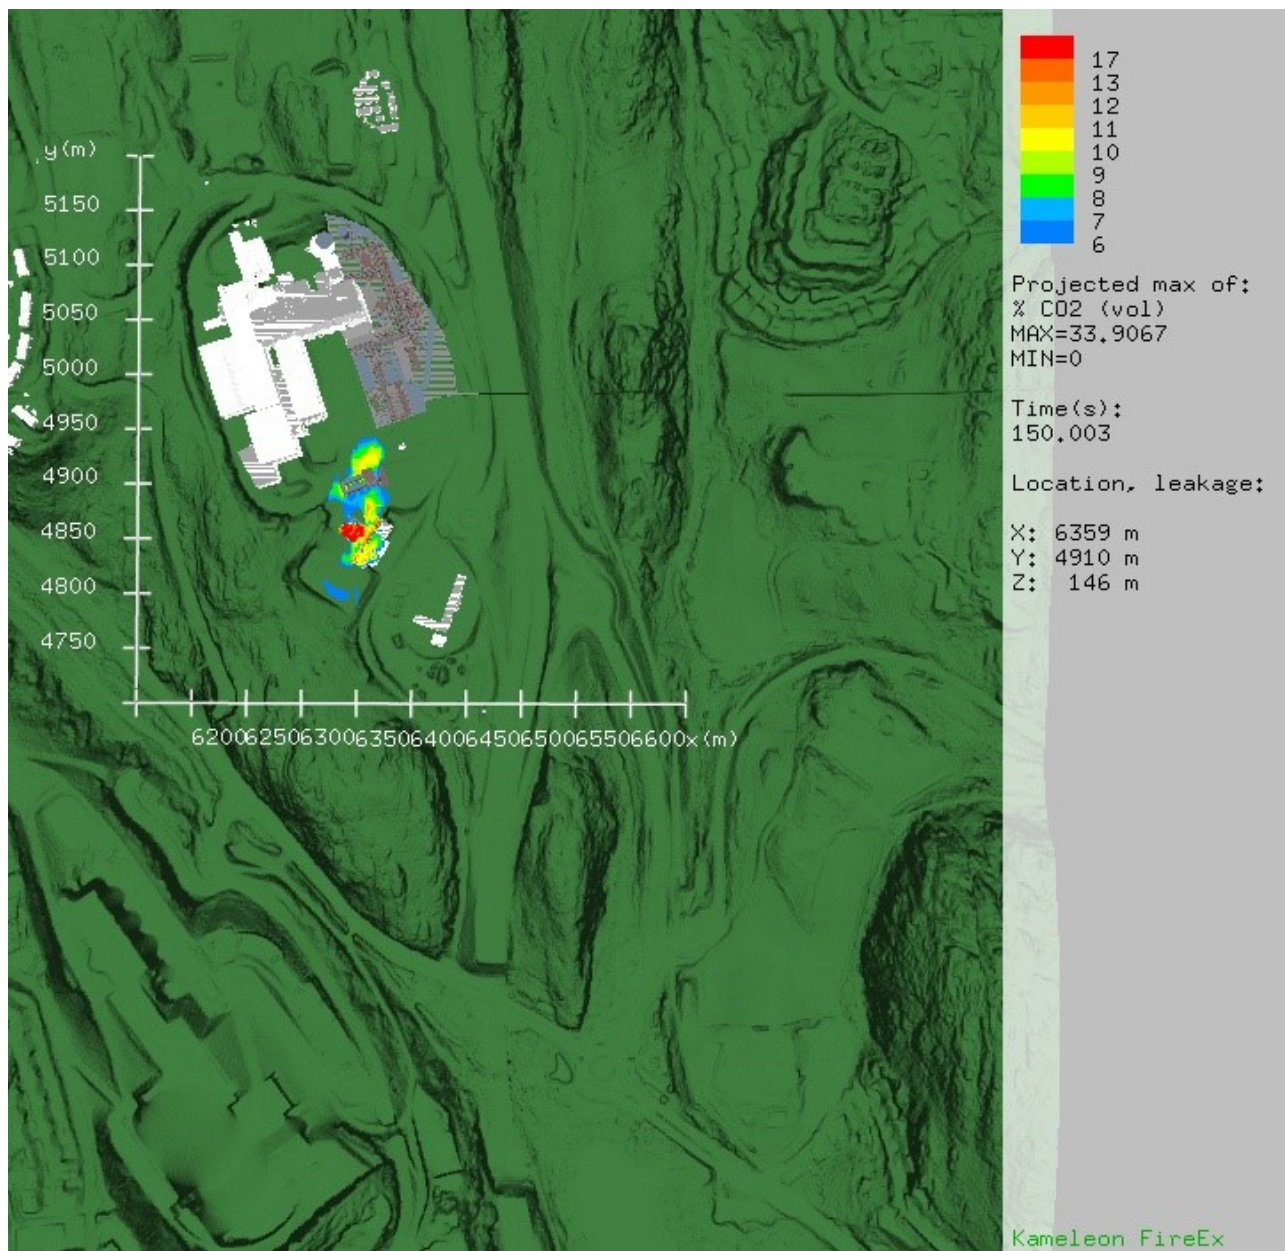 y(m)
5150
5100
5050
5000
4950
4900
4850
4800
4750
620062506300635064006450650065506600x(m)
17
13
12
11
10
9
8
7
6
Projected max of:
% CO2 (vol)
MAX=33.9067
MIN=0
Time(s):
150.003
Location, leakage:
X: 6359 m
Y: 4910 m
Z: 146 m
Kameleon FireEx